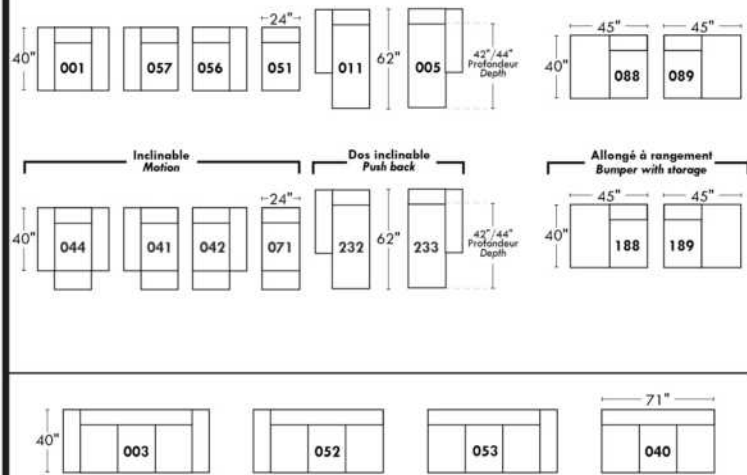 24"
45" 45"
40" 001 057 056 051 011 62" 005 42"/44"
Profondeur
Depth
40" 088 089
Inclinable
Motion
Dos inclinable
Push back
Allongé à rangement
Bumper with storage
24"
45" 45"
40" 044 041 042 071 232 62" 233 42"/44"
Profondeur
Depth
40" 188 189
71"
40" 003 052 053 040